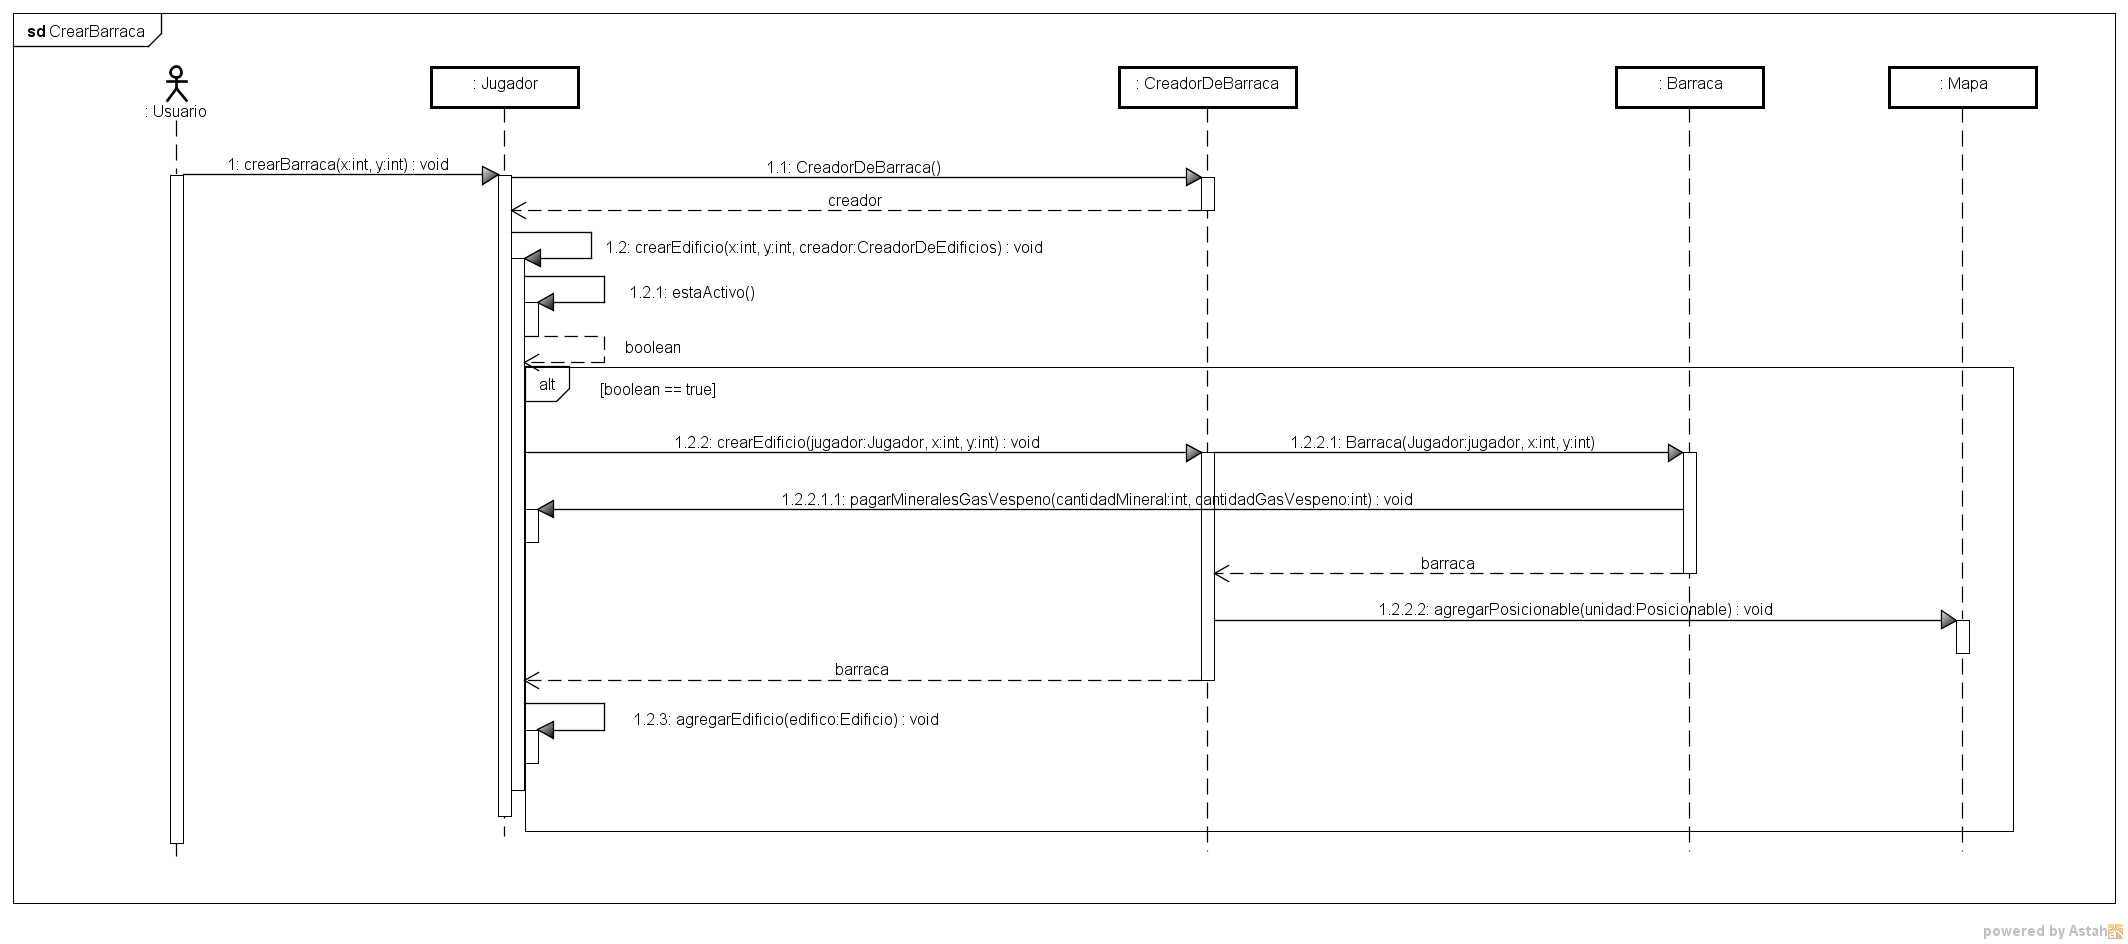 sd CrearBarraca
: Usuario
: Jugador
: CreadorDeBarraca
: Barraca
: Mapa
1: crearBarraca(x:int, y:int) : void
1.1: CreadorDeBarraca()
creador
1.2: crearEdificio(x:int, y:int, creador:CreadorDeEdificios) : void
1.2.1: estaActivo()
boolean
alt
[boolean == true]
1.2.2: crearEdificio(jugador:Jugador, x:int, y:int) : void
1.2.2.1: Barraca(Jugador:jugador, x:int, y:int)
1.2.2.1.1: pagarMineralesGasVespeno(cantidadMineral:int, cantidadGasVespeno:int) : void
barraca
1.2.2.2: agregarPosicionable(unidad:Posicionable) : void
barraca
1.2.3: agregarEdificio(edifico:Edificio) : void
powered by Astah